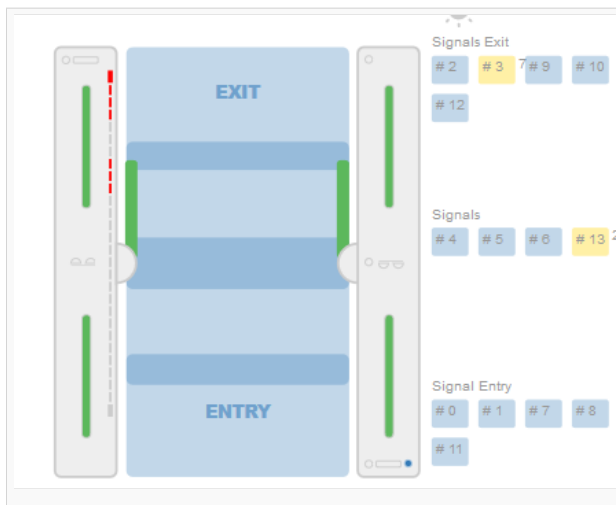 Signals Exit
# 2 # 3 7 # 9 # 10
# 12
EXIT
Signals
# 4 # 5 # 6 # 13 2
Signal Entry
# 0 # 1 # 7 # 8
# 11
ENTRY